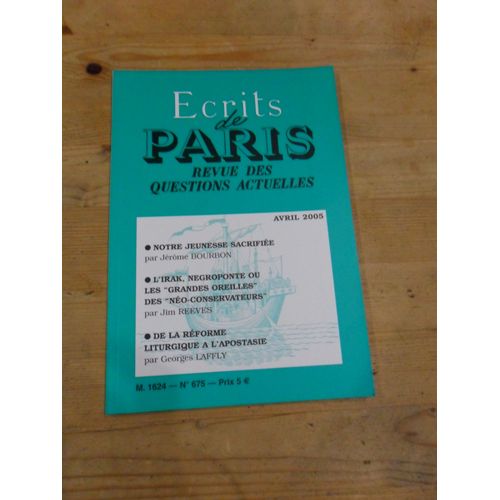 Ecrits
de
PARIS
REVUE DES
QUESTIONS ACTUELLES
AVRIL 2005
● NOTRE JEUNESSE SACRIFIÉE
par Jérôme BOURBON
● L'IRAK, NEGROPONTE OU
LES "GRANDES OREILLES"
DES "NÉO-CONSERVATEURS"
par Jim REEVES
● DE LA RÉFORME
LITURGIQUE A L'APOSTASIE
par Georges LAFFLY
M. 1624 — N° 675 — Prix 5 €